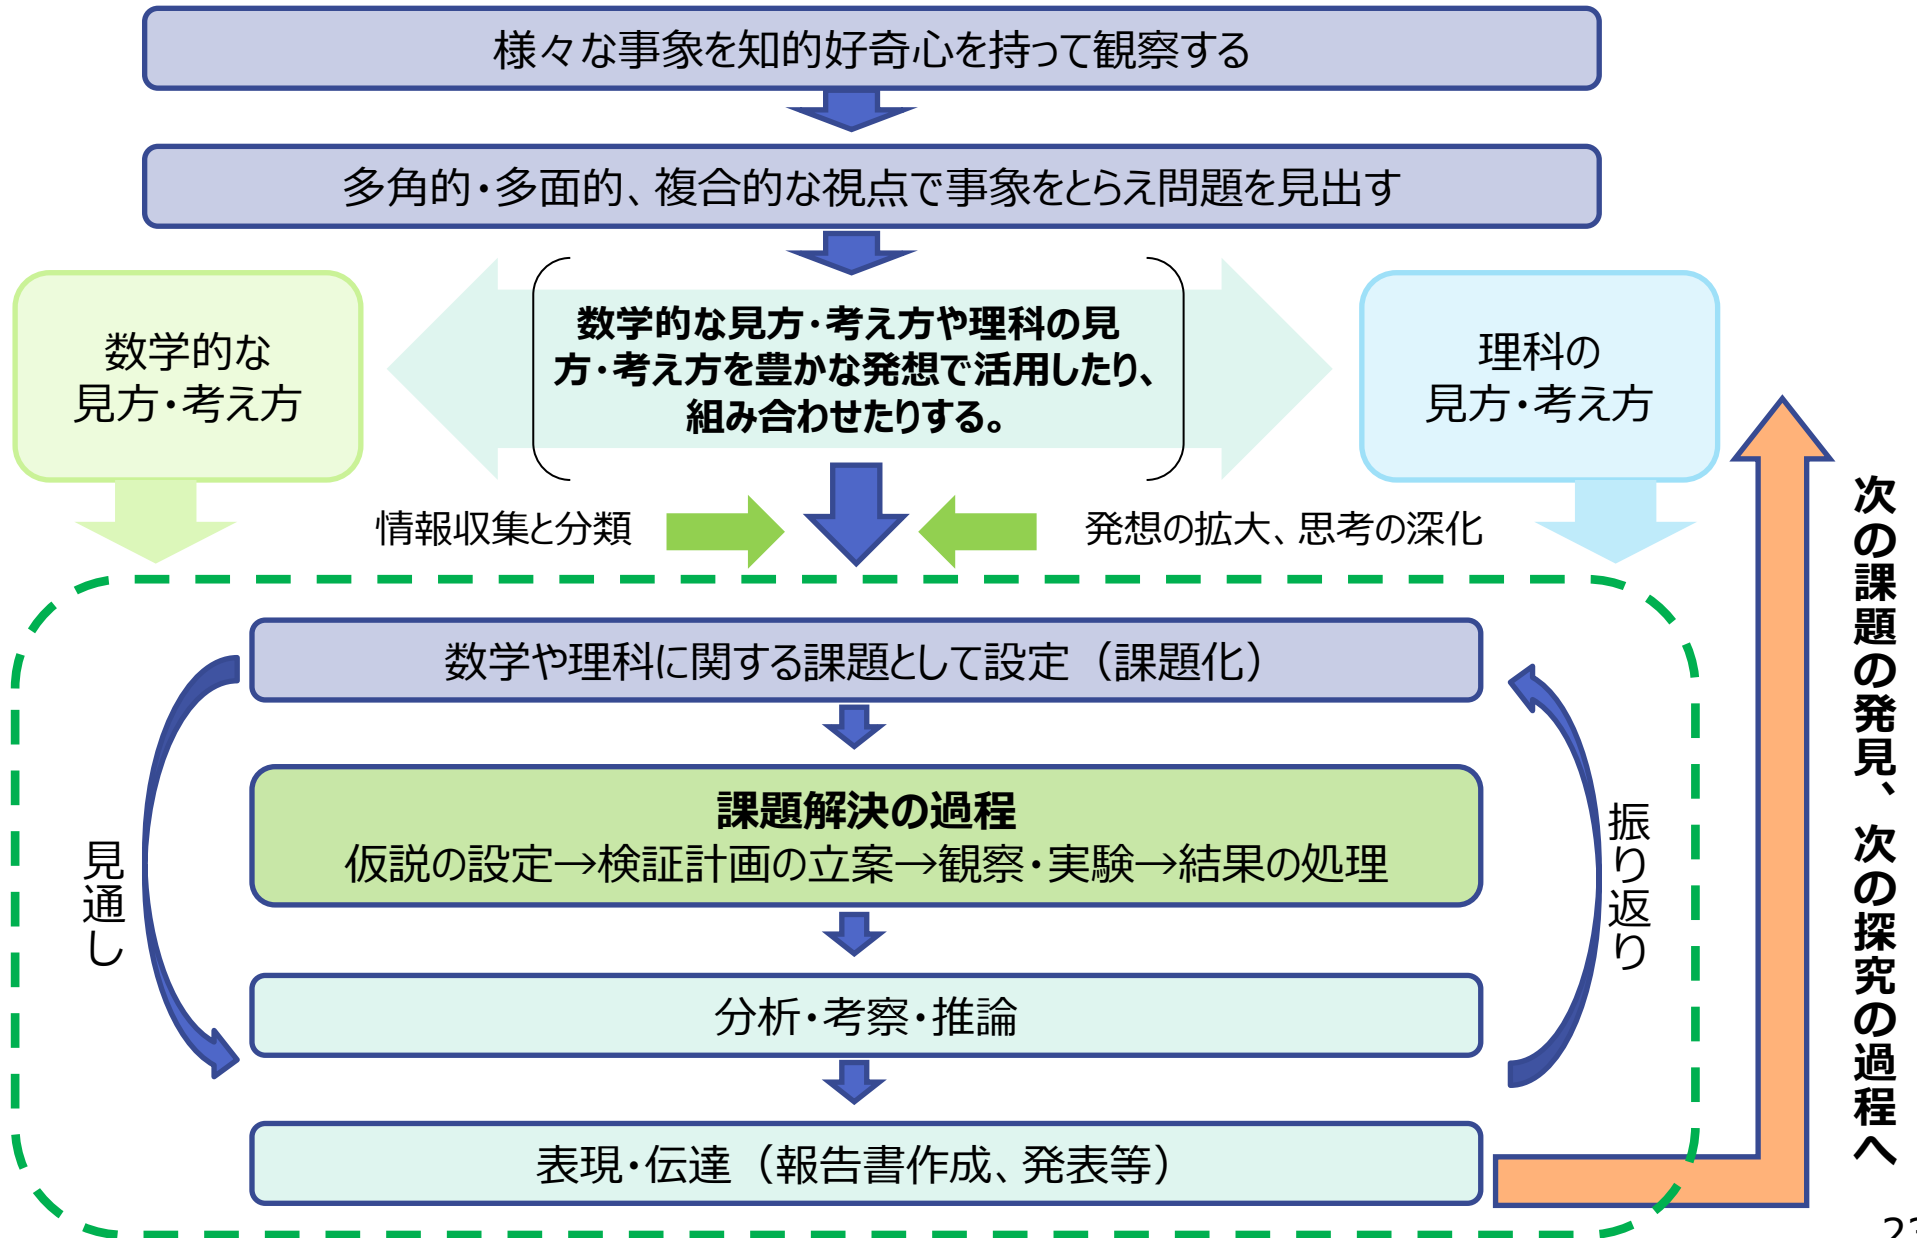 様々な事象を知的好奇心を持って観察する
多角的・多面的、複合的な視点で事象をとらえ問題を見出す
数学的な
見方・考え方
数学的な見方・考え方や理科の見
方・考え方を豊かな発想で活用したり、
組み合わせたりする。
理科の
見方・考え方
情報収集と分類
発想の拡大、思考の深化
数学や理科に関する課題として設定（課題化）
課題解決の過程
仮説の設定→検証計画の立案→観察・実験→結果の処理
分析・考察・推論
表現・伝達（報告書作成、発表等）
見通し
振り返り
次の課題の発見、次の探究の過程へ